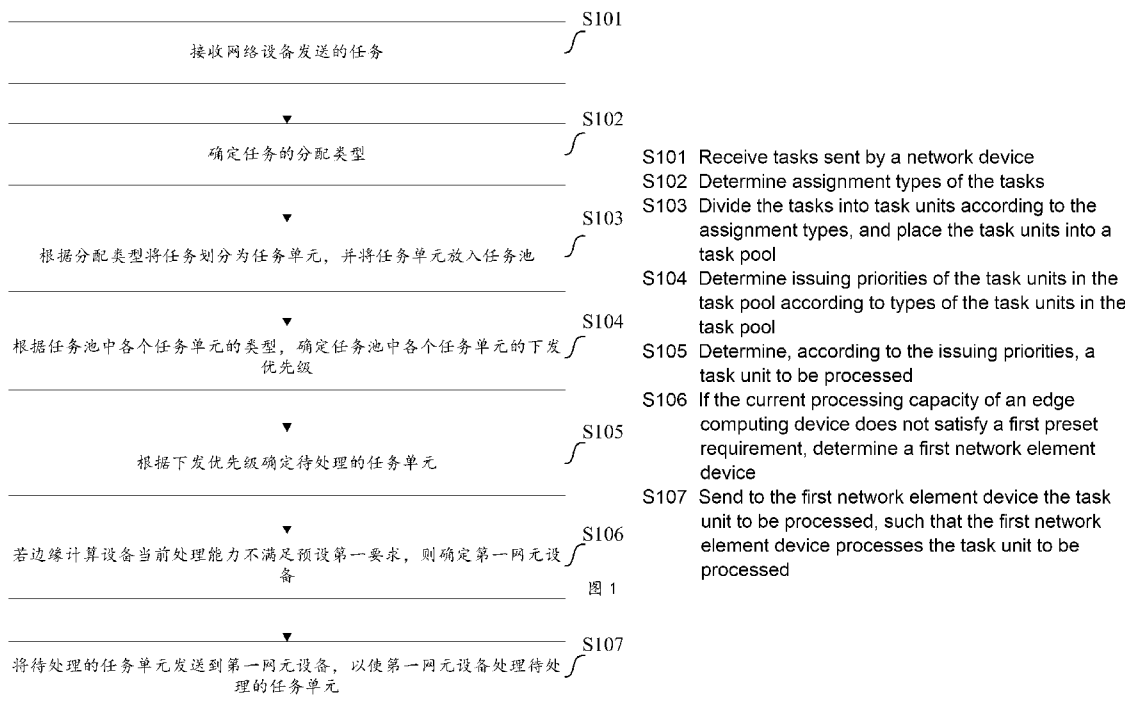 S101
接收网络设备发送的任务
S102
确定任务的分配类型
S103
根据分配类型将任务划分为任务单元，并将任务单元放入任务池
S104
根据任务池中各个任务单元的类型，确定任务池中各个任务单元的下发
优先级
S105
根据下发优先级确定待处理的任务单元
S106
若边缘计算设备当前处理能力不满足预设第一要求，则确定第一网元设
备
图 1
S107
将待处理的任务单元发送到第一网元设备，以使第一网元设备处理待处
理的任务单元
S101 Receive tasks sent by a network device
S102 Determine assignment types of the tasks
S103 Divide the tasks into task units according to the
assignment types, and place the task units into a
task pool
S104 Determine issuing priorities of the task units in the
task pool according to types of the task units in the
task pool
S105 Determine, according to the issuing priorities, a
task unit to be processed
S106 If the current processing capacity of an edge
computing device does not satisfy a first preset
requirement, determine a first network element
device
S107 Send to the first network element device the task
unit to be processed, such that the first network
element device processes the task unit to be
processed